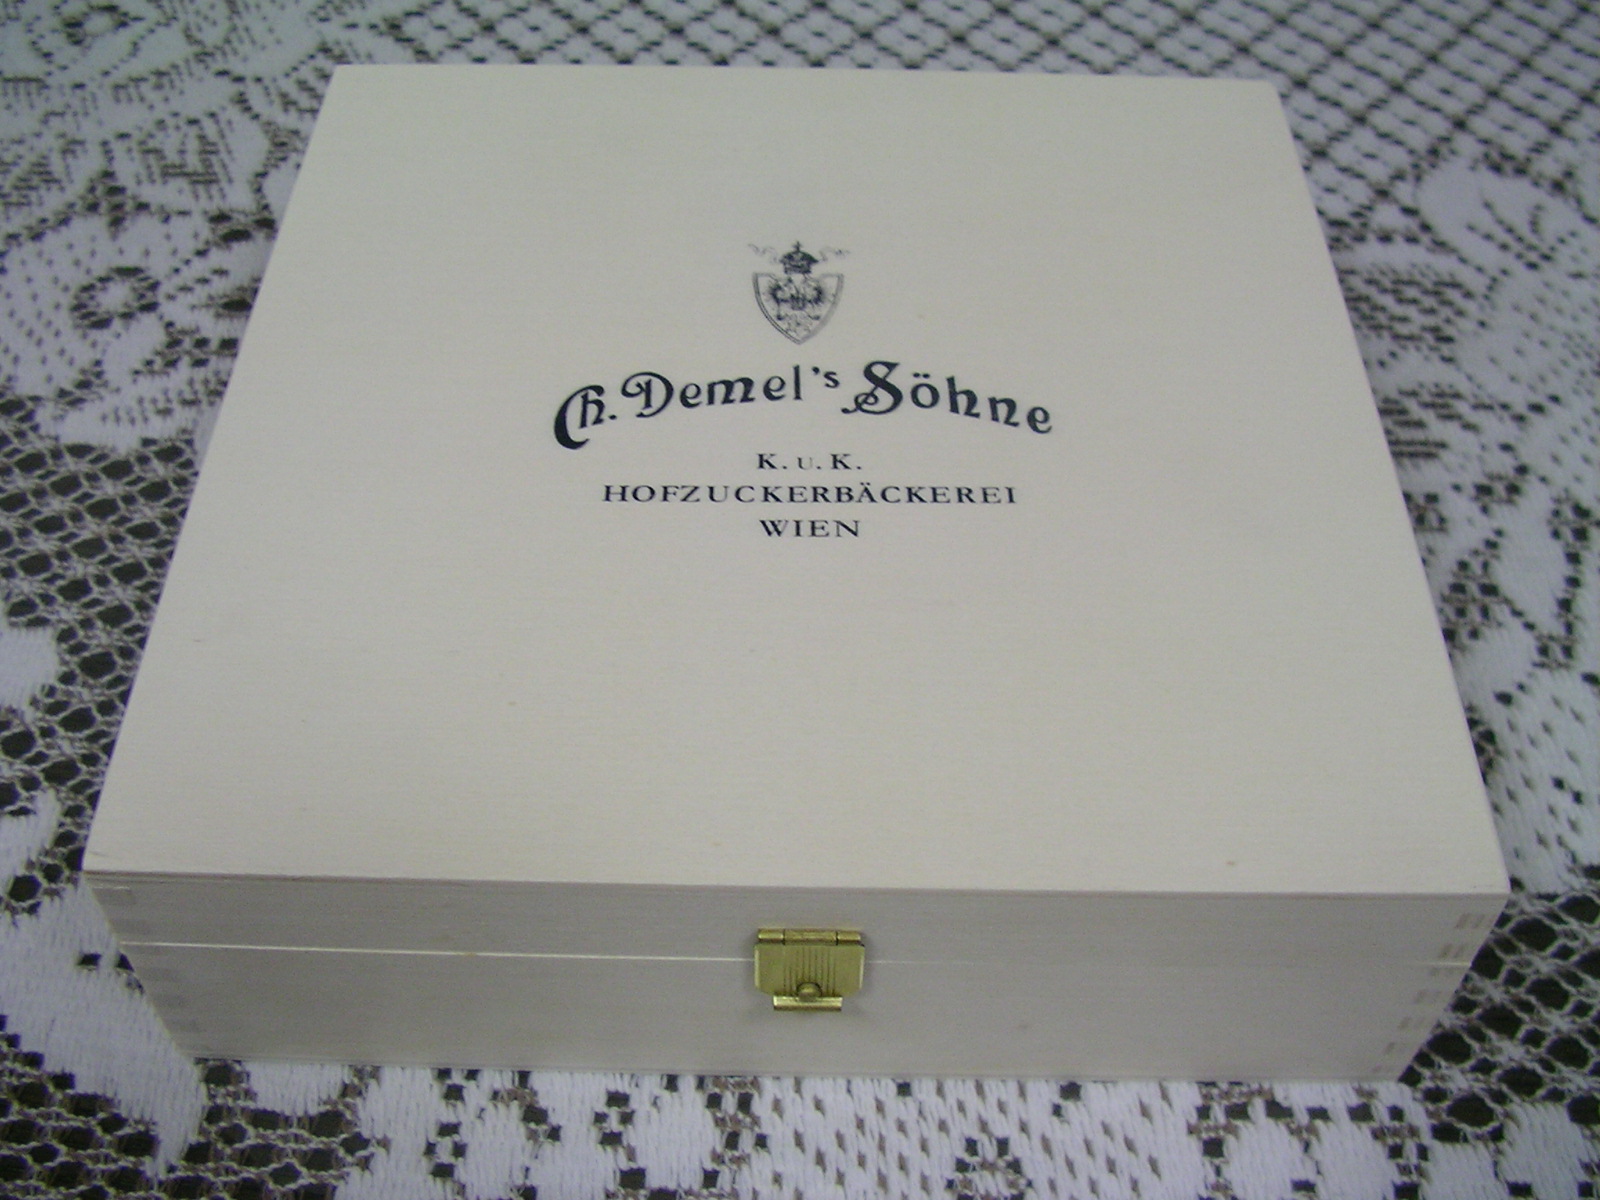 Ch. Demel's Söhne
K. u. K.
HOFZUCKERBÄCKEREI
WIEN